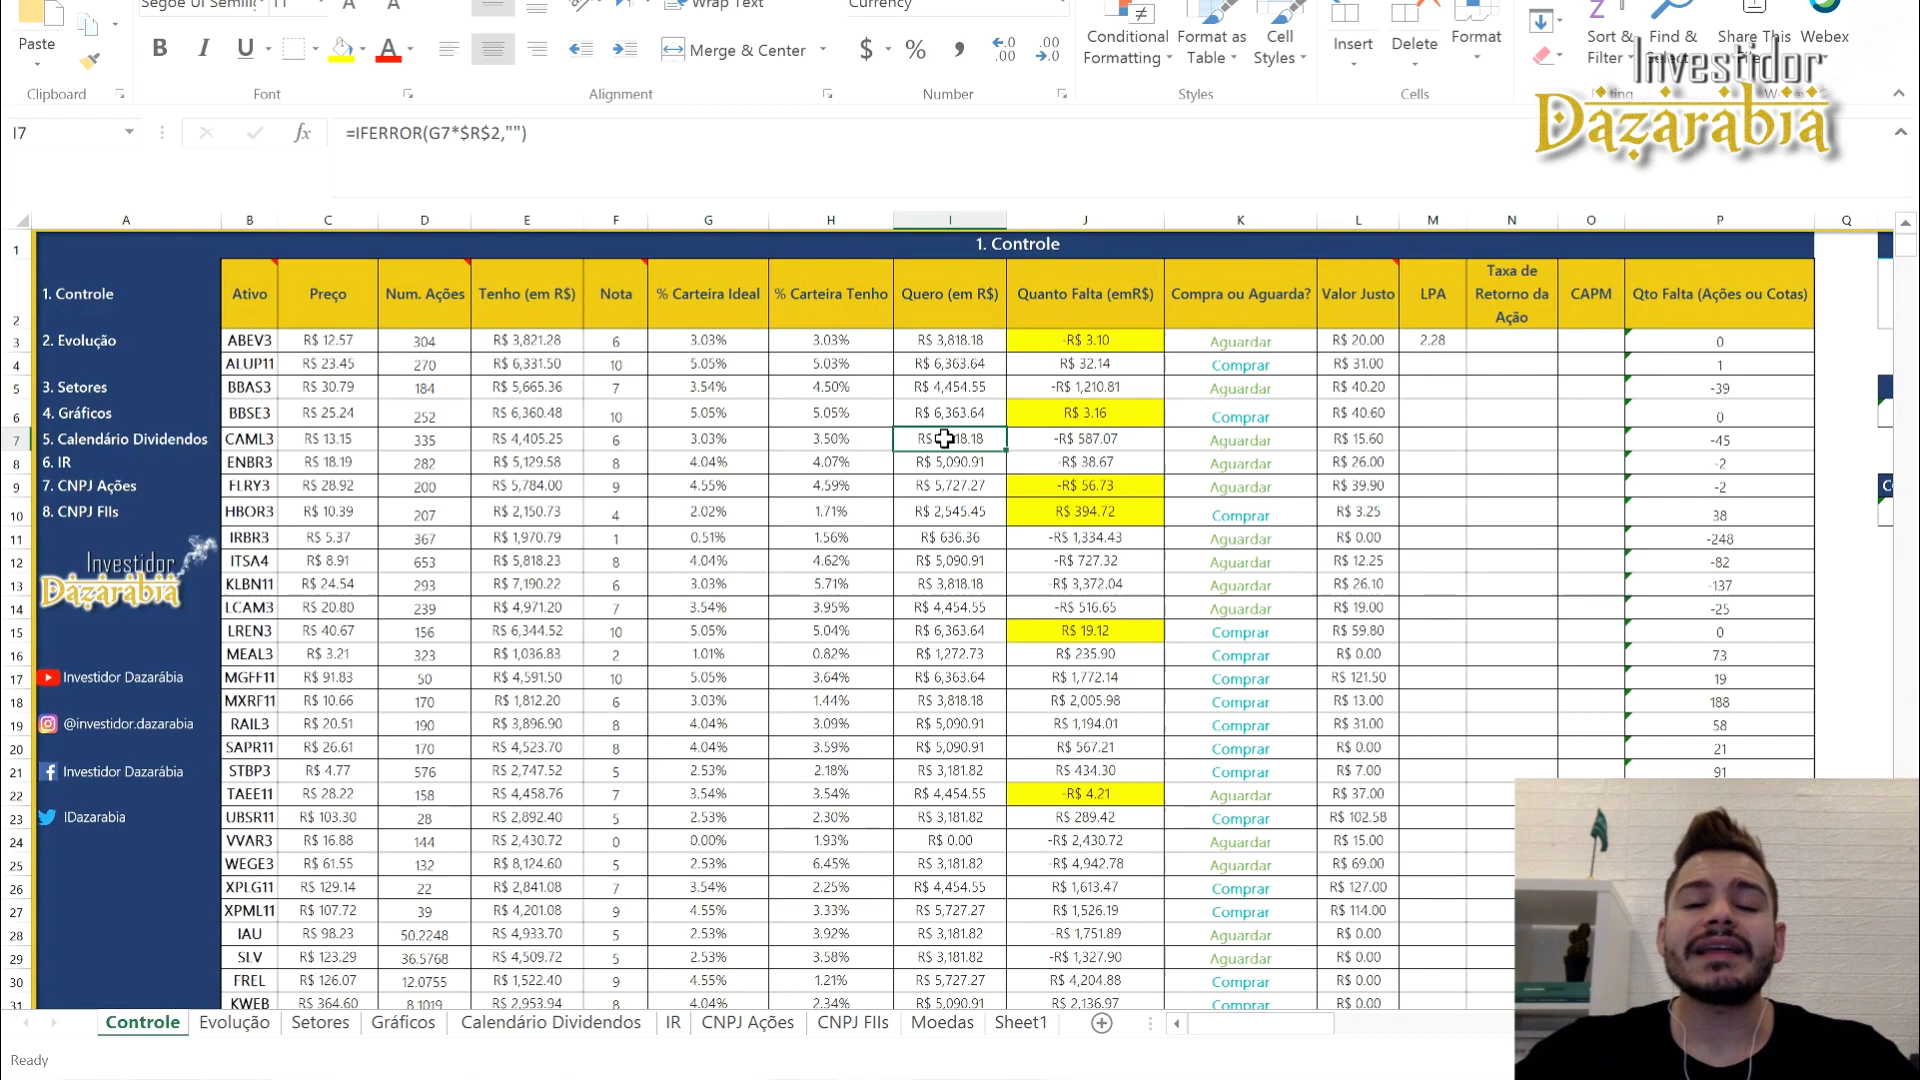 Segoe UI Semilig 11 A A Wrap Text Currency
Paste B I U A Merge & Center $ % , Conditional Formatting Format as Table Cell Styles Insert Delete Format Sort & Filter Find & Share This Webex
Clipboard Font Alignment Number Styles Cells
Investidor
Dazarabia
I7 fx =IFERROR(G7*$R$2,"")
A B C D E F G H I J K L M N O P Q
1 1. Controle
2 1. Controle Ativo Preço Num. Ações Tenho (em R$) Nota % Carteira Ideal % Carteira Tenho Quero (em R$) Quanto Falta (emR$) Compra ou Aguarda? Valor Justo LPA Taxa de Retorno da Ação CAPM Qto Falta (Ações ou Cotas)
3 2. Evolução ABEV3 R$ 12.57 304 R$ 3,821.28 6 3.03% 3.03% R$ 3,818.18 -R$ 3.10 Aguardar R$ 20.00 2.28 0
4 ALUP11 R$ 23.45 270 R$ 6,331.50 10 5.05% 5.03% R$ 6,363.64 R$ 32.14 Comprar R$ 31.00 1
5 3. Setores BBAS3 R$ 30.79 184 R$ 5,665.36 7 3.54% 4.50% R$ 4,454.55 -R$ 1,210.81 Aguardar R$ 40.20 -39
6 4. Gráficos BBSE3 R$ 25.24 252 R$ 6,360.48 10 5.05% 5.05% R$ 6,363.64 R$ 3.16 Comprar R$ 40.60 0
7 5. Calendário Dividendos CAML3 R$ 13.15 335 R$ 4,405.25 6 3.03% 3.50% R$ 18.18 -R$ 587.07 Aguardar R$ 15.60 -45
8 6. IR ENBR3 R$ 18.19 282 R$ 5,129.58 8 4.04% 4.07% R$ 5,090.91 -R$ 38.67 Aguardar R$ 26.00 -2
9 7. CNPJ Ações FLRY3 R$ 28.92 200 R$ 5,784.00 9 4.55% 4.59% R$ 5,727.27 -R$ 56.73 Aguardar R$ 39.90 -2
10 8. CNPJ FIIs HBOR3 R$ 10.39 207 R$ 2,150.73 4 2.02% 1.71% R$ 2,545.45 R$ 394.72 Comprar R$ 3.25 38
11 IRBR3 R$ 5.37 367 R$ 1,970.79 1 0.51% 1.56% R$ 636.36 -R$ 1,334.43 Aguardar R$ 0.00 -248
12 ITSA4 R$ 8.91 653 R$ 5,818.23 8 4.04% 4.62% R$ 5,090.91 -R$ 727.32 Aguardar R$ 12.25 -82
Investidor
Dazarabia
13 KLBN11 R$ 24.54 293 R$ 7,190.22 6 3.03% 5.71% R$ 3,818.18 -R$ 3,372.04 Aguardar R$ 26.10 -137
14 LCAM3 R$ 20.80 239 R$ 4,971.20 7 3.54% 3.95% R$ 4,454.55 -R$ 516.65 Aguardar R$ 19.00 -25
15 LREN3 R$ 40.67 156 R$ 6,344.52 10 5.05% 5.04% R$ 6,363.64 R$ 19.12 Comprar R$ 59.80 0
16 MEAL3 R$ 3.21 323 R$ 1,036.83 2 1.01% 0.82% R$ 1,272.73 R$ 235.90 Comprar R$ 0.00 73
17 Investidor Dazarábia MGFF11 R$ 91.83 50 R$ 4,591.50 10 5.05% 3.64% R$ 6,363.64 R$ 1,772.14 Comprar R$ 121.50 19
18 MXRF11 R$ 10.66 170 R$ 1,812.20 6 3.03% 1.44% R$ 3,818.18 R$ 2,005.98 Comprar R$ 13.00 188
19 @investidor.dazarabia RAIL3 R$ 20.51 190 R$ 3,896.90 8 4.04% 3.09% R$ 5,090.91 R$ 1,194.01 Comprar R$ 31.00 58
20 SAPR11 R$ 26.61 170 R$ 4,523.70 8 4.04% 3.59% R$ 5,090.91 R$ 567.21 Comprar R$ 0.00 21
21 Investidor Dazarábia STBP3 R$ 4.77 576 R$ 2,747.52 5 2.53% 2.18% R$ 3,181.82 R$ 434.30 Comprar R$ 7.00 91
22 TAEE11 R$ 28.22 158 R$ 4,458.76 7 3.54% 3.54% R$ 4,454.55 -R$ 4.21 Aguardar R$ 37.00
23 IDazarabia UBSR11 R$ 103.30 28 R$ 2,892.40 5 2.53% 2.30% R$ 3,181.82 R$ 289.42 Comprar R$ 102.58
24 VVAR3 R$ 16.88 144 R$ 2,430.72 0 0.00% 1.93% R$ 0.00 -R$ 2,430.72 Aguardar R$ 15.00
25 WEGE3 R$ 61.55 132 R$ 8,124.60 5 2.53% 6.45% R$ 3,181.82 -R$ 4,942.78 Aguardar R$ 69.00
26 XPLG11 R$ 129.14 22 R$ 2,841.08 7 3.54% 2.25% R$ 4,454.55 R$ 1,613.47 Comprar R$ 127.00
27 XPML11 R$ 107.72 39 R$ 4,201.08 9 4.55% 3.33% R$ 5,727.27 R$ 1,526.19 Comprar R$ 114.00
28 IAU R$ 98.23 50.2248 R$ 4,933.70 5 2.53% 3.92% R$ 3,181.82 -R$ 1,751.89 Aguardar R$ 0.00
29 SLV R$ 123.29 36.5768 R$ 4,509.72 5 2.53% 3.58% R$ 3,181.82 -R$ 1,327.90 Aguardar R$ 0.00
30 FREL R$ 126.07 12.0755 R$ 1,522.40 9 4.55% 1.21% R$ 5,727.27 R$ 4,204.88 Comprar R$ 0.00
31 KWEB R$ 364.60 8.1019 R$ 2,953.94 8 4.04% 2.34% R$ 5,090.91 R$ 2,136.97 Comprar R$ 0.00
Controle Evolução Setores Gráficos Calendário Dividendos IR CNPJ Ações CNPJ FIIs Moedas Sheet1
Ready